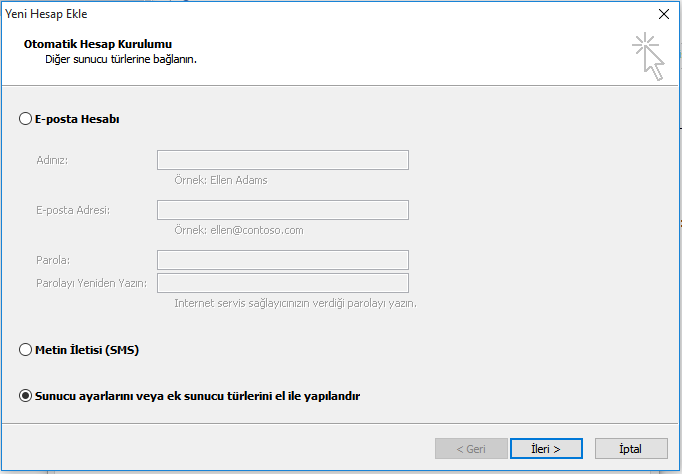 Yeni Hesap Ekle
Otomatik Hesap Kurulumu
Diğer sunucu türlerine bağlanın.
E-posta Hesabı
Adınız:
Örnek: Ellen Adams
E-posta Adresi:
Örnek: ellen@contoso.com
Parola:
Parolayı Yeniden Yazın:
Internet servis sağlayıcınızın verdiği parolayı yazın.
Metin İletisi (SMS)
Sunucu ayarlarını veya ek sunucu türlerini el ile yapılandır
< Geri İleri > İptal